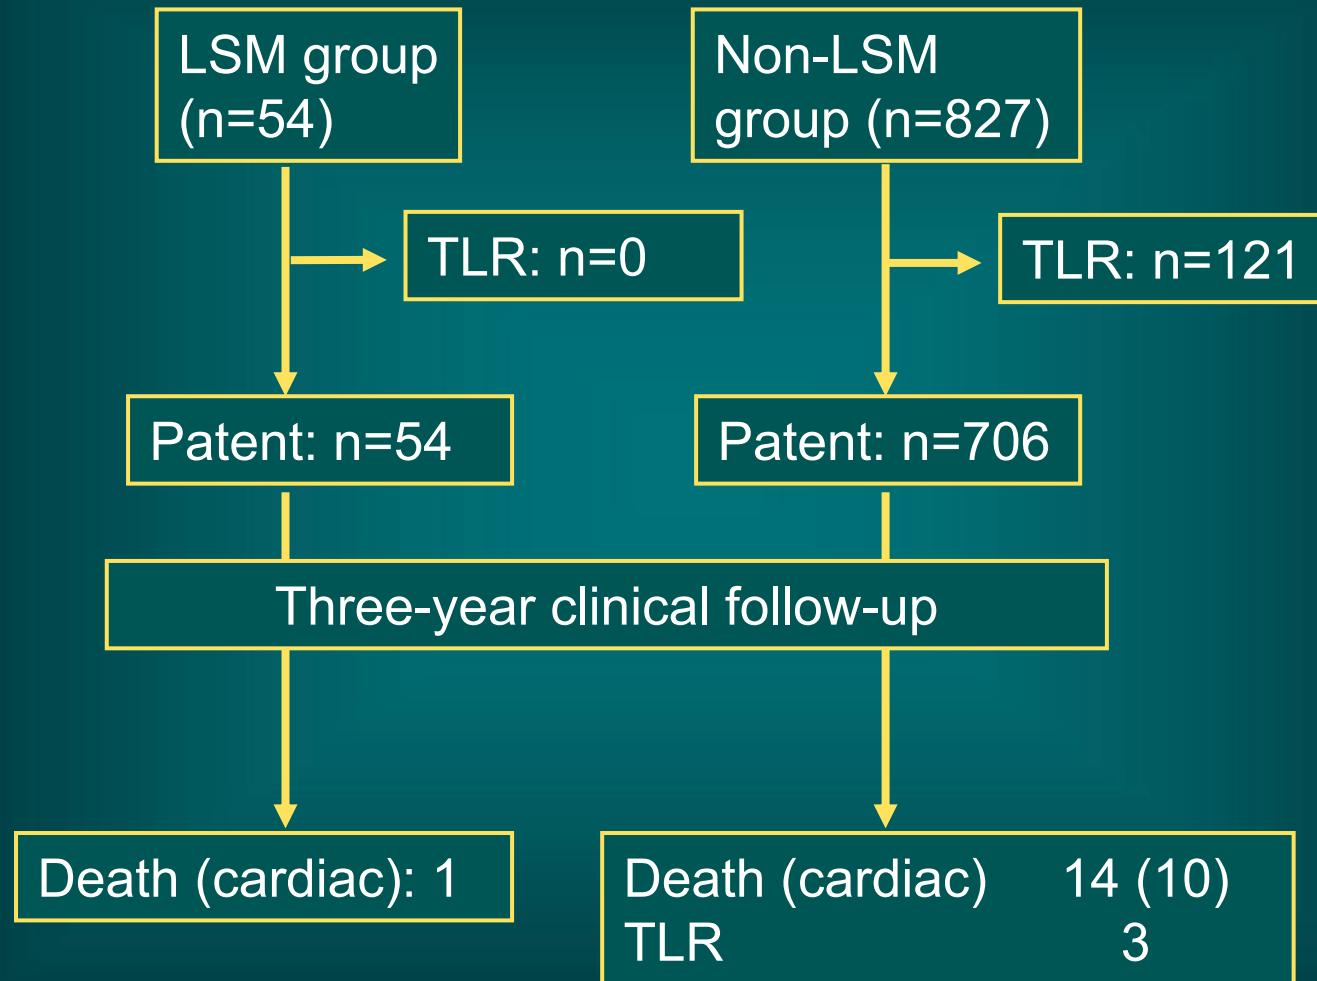 LSM group
(n=54)
Non-LSM
group (n=827)
TLR: n=0
TLR: n=121
Patent: n=54
Patent: n=706
Three-year clinical follow-up
Death (cardiac): 1
Death (cardiac) 14 (10)
TLR 3